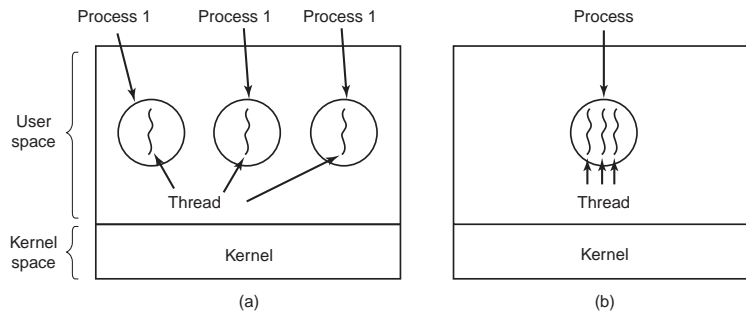 Process 1 Process 1 Process 1
Process
User
space
Thread
Thread
Kernel
space
Kernel
Kernel
(a)
(b)